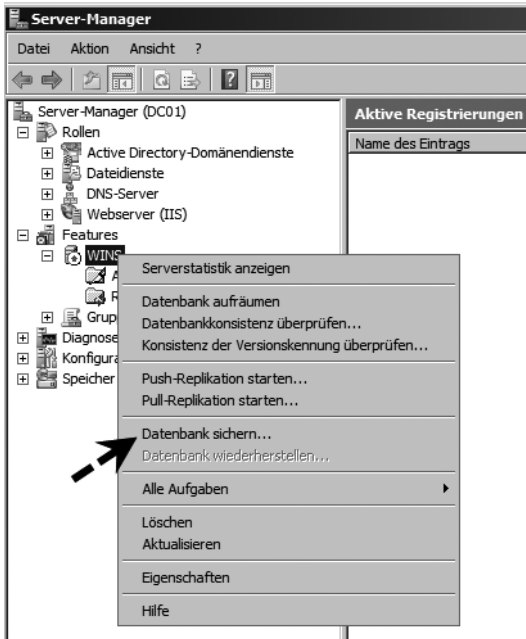 Server-Manager
Datei Aktion Ansicht ?
Server-Manager (DC01)
Rollen
Active Directory-Domänendienste
Dateidienste
DNS-Server
Webserver (IIS)
Features
WINS
Grup
Diagnose
Konfigura
Speicher
Aktive Registrierungen
Name des Eintrags
Serverstatistik anzeigen
Datenbank aufräumen
Datenbankkonsistenz überprüfen...
Konsistenz der Versionskennung überprüfen...
Push-Replikation starten...
Pull-Replikation starten...
Datenbank sichern...
Datenbank wiederherstellen...
Alle Aufgaben
Löschen
Aktualisieren
Eigenschaften
Hilfe